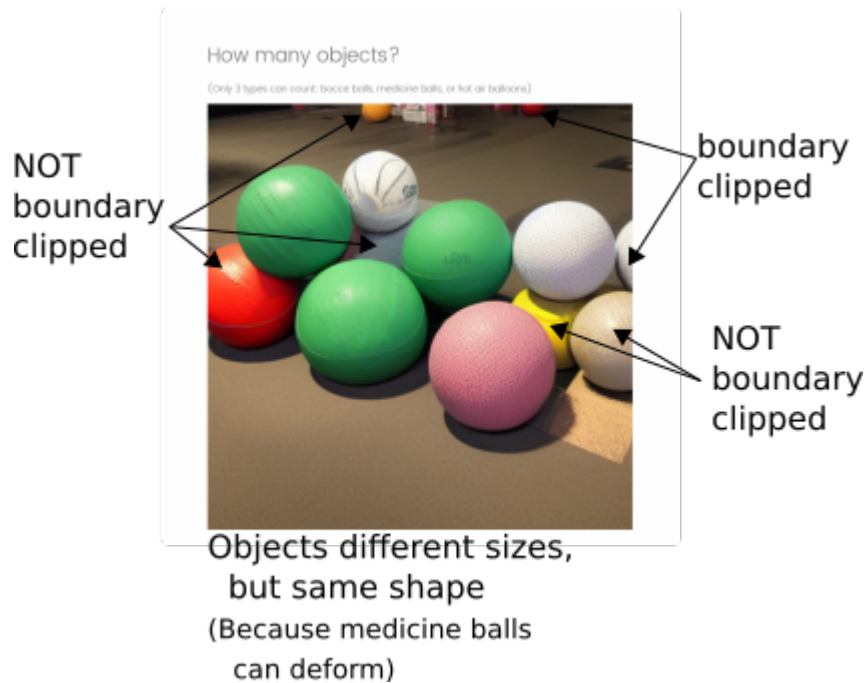 How many objects?
(Only 3 types can count: bocce balls, medicine balls, or hot air balloons)
NOT
boundary
clipped
boundary
clipped
NOT
boundary
clipped
Objects different sizes,
but same shape
(Because medicine balls
can deform)